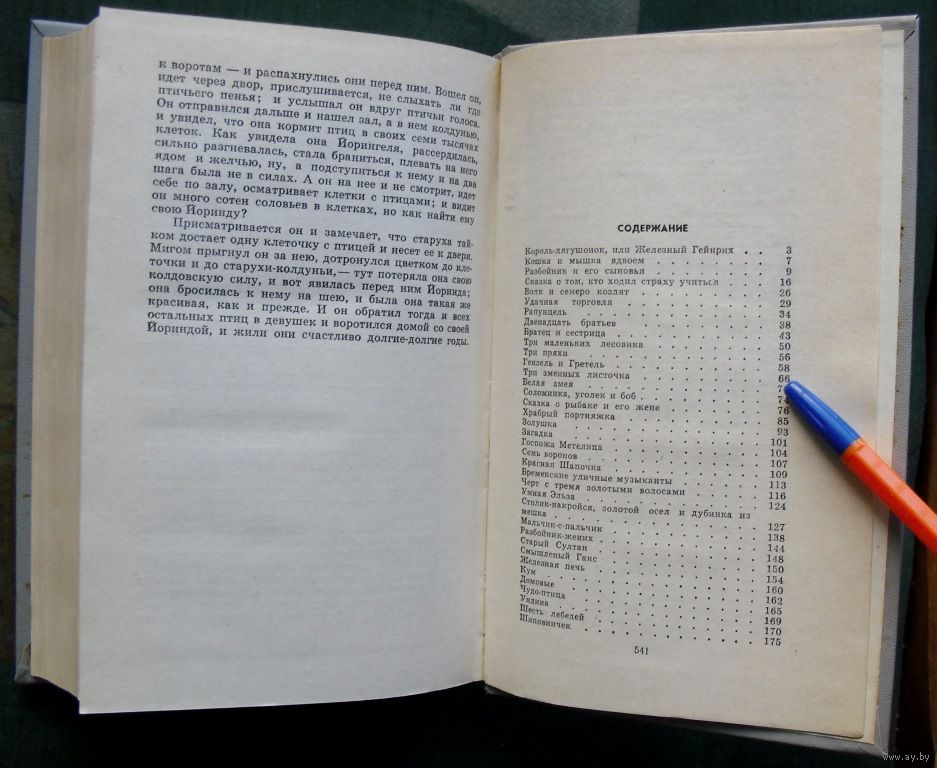 к воротам — и распахнулись они перед ним. Вошел он,
идет через двор, прислушивается, не слыхать ли где
птичьего пенья; и услышал он вдруг птичьи голоса.
Он отправился дальше и нашел зал, а в нем колдунью,
и увидел, что она кормит птиц в своих семи тысячах
клеток. Как увидела она Йорингеля, рассердилась,
сильно разгневалась, стала браниться, плевать на него
ядом и желчью, ну, а подступиться к нему и на два
шага была не в силах. А он на нее и не смотрит, идет
себе по залу, осматривает клетки с птицами; и видит
он много сотен соловьев в клетках, но как найти ему
свою Йоринду?
Присматривается он и замечает, что старуха тай-
ком достает одну клеточку с птицей и несет ее к двери.
Мигом прыгнул он за нею, дотронулся цветком до кле-
точки и до старухи-колдуньи,— тут потеряла она свою
колдовскую силу, и вот явилась перед ним Йоринда;
она бросилась к нему на шею, и была она такая же
красивая, как и прежде. И он обратил тогда и всех
остальных птиц в девушек и воротился домой со своей
Йориндой, и жили они счастливо долгие-долгие годы.
СОДЕРЖАНИЕ
Король-лягушонок, или Железный Гейнрих . . 3
Кошка и мышка вдвоем . . . . . . . 7
Разбойник и его сыновья . . . . . . . 9
Сказка о том, кто ходил страху учиться . . . . 16
Волк и семеро козлят . . . . . . . . 26
Удачная торговля . . . . . . . . 29
Рапунцель . . . . . . . . . . 34
Двенадцать братьев . . . . . . . . 38
Братец и сестрица . . . . . . . . 43
Три маленьких лесовика . . . . . . . 50
Три пряхи . . . . . . . . . . 56
Гензель и Гретель . . . . . . . . 58
Три змеиных листочка . . . . . . . 66
Белая змея . . . . . . . . . . 7
Соломинка, уголек и боб . . . . . . . 74
Сказка о рыбаке и его жене . . . . . . 76
Храбрый портняжка . . . . . . . . 85
Золушка . . . . . . . . . . 93
Загадка . . . . . . . . . . 101
Госпожа Метелица . . . . . . . . 104
Семь воронов . . . . . . . . . 107
Красная Шапочка . . . . . . . . 109
Бременские уличные музыканты . . . . . 113
Черт с тремя золотыми волосами . . . . . 116
Умная Эльза . . . . . . . . . 124
Столик-накройся, золотой осел и дубинка из
мешка . . . . . . . . . . 127
Мальчик-с-пальчик . . . . . . . . 138
Разбойник-жених . . . . . . . . 144
Старый Султан . . . . . . . . . 148
Смышленый Ганс . . . . . . . . 150
Железная печь . . . . . . . . . 154
Кум . . . . . . . . . . . 160
Домовые . . . . . . . . . . 162
Чудо-птица . . . . . . . . . 165
Ундина . . . . . . . . . . 169
Шесть лебедей . . . . . . . . . 170
Шиповничек . . . . . . . . . 175
541
www.ay.by